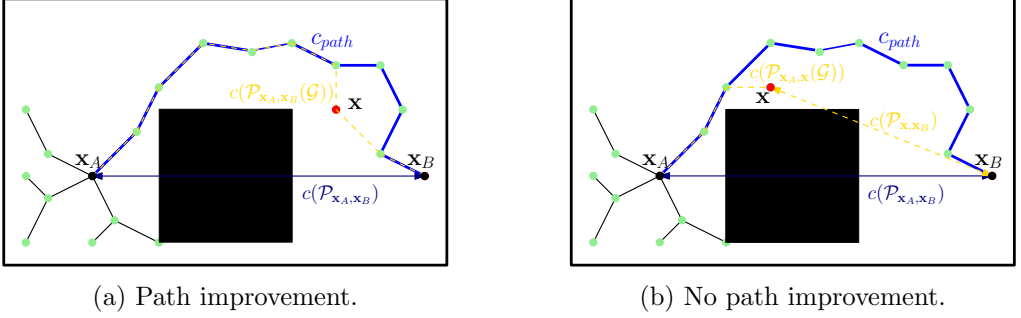 $c_{path}$
$c(\mathcal{P}_{\mathbf{x}_A,\mathbf{x}_B}(\mathcal{G}))$
$\mathbf{x}$
$\mathbf{x}_A$
$\mathbf{x}_B$
$c(\mathcal{P}_{\mathbf{x}_A,\mathbf{x}_B})$
(a) Path improvement.
$c_{path}$
$c(\mathcal{P}_{\mathbf{x}_A,\mathbf{x}}(\mathcal{G}))$
$\mathbf{x}$
$c(\mathcal{P}_{\mathbf{x},\mathbf{x}_B})$
$\mathbf{x}_A$
$\mathbf{x}_B$
$c(\mathcal{P}_{\mathbf{x}_A,\mathbf{x}_B})$
(b) No path improvement.